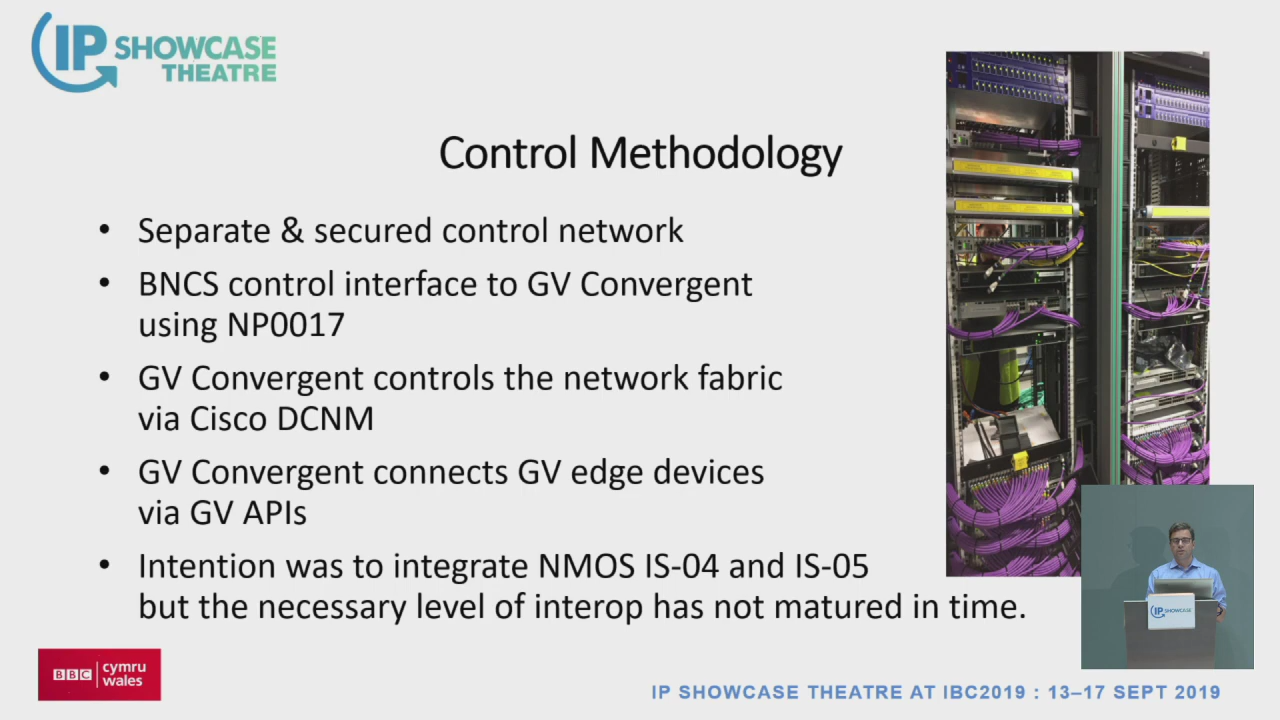 IP SHOWCASE
THEATRE
Control Methodology
• Separate & secured control network
• BNCS control interface to GV Convergent
using NP0017
• GV Convergent controls the network fabric
via Cisco DCNM
• GV Convergent connects GV edge devices
via GV APIs
• Intention was to integrate NMOS IS-04 and IS-05
but the necessary level of interop has not matured in time.
IP SHOWCASE
BBC cymru
wales
IP SHOWCASE THEATRE AT IBC2019 : 13–17 SEPT 2019